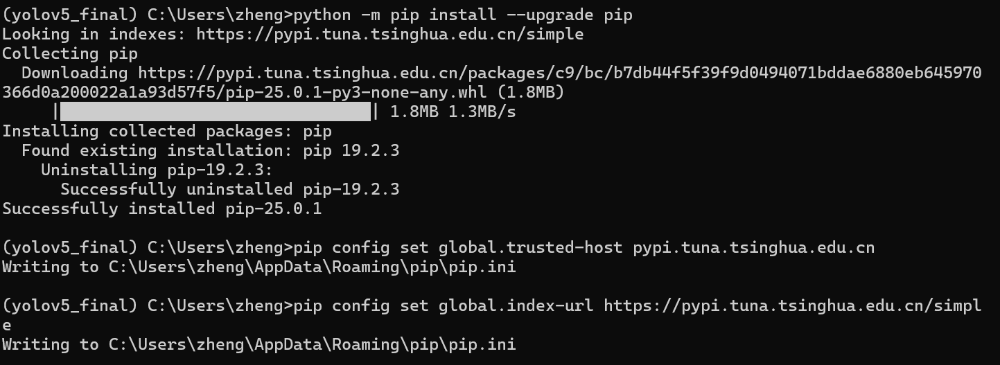 (yolov5_final) C:\Users\zheng>python -m pip install --upgrade pip
Looking in indexes: https://pypi.tuna.tsinghua.edu.cn/simple
Collecting pip
  Downloading https://pypi.tuna.tsinghua.edu.cn/packages/c9/bc/b7db44f5f39f9d0494071bddae6880eb645970
366d0a200022a1a93d57f5/pip-25.0.1-py3-none-any.whl (1.8MB)
     |████████████████████████████████| 1.8MB 1.3MB/s
Installing collected packages: pip
  Found existing installation: pip 19.2.3
    Uninstalling pip-19.2.3:
      Successfully uninstalled pip-19.2.3
Successfully installed pip-25.0.1
(yolov5_final) C:\Users\zheng>pip config set global.trusted-host pypi.tuna.tsinghua.edu.cn
Writing to C:\Users\zheng\AppData\Roaming\pip\pip.ini
(yolov5_final) C:\Users\zheng>pip config set global.index-url https://pypi.tuna.tsinghua.edu.cn/simpl
e
Writing to C:\Users\zheng\AppData\Roaming\pip\pip.ini